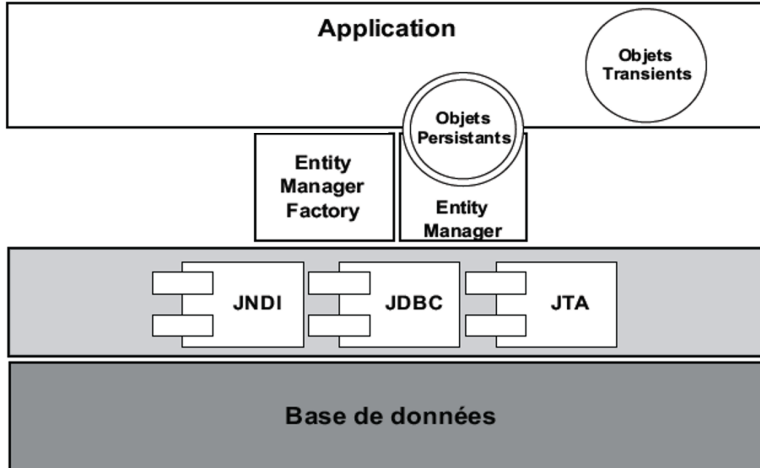 Application
Objets
Transients
Objets
Persistants
Entity
Manager
Factory
Entity
Manager
JNDI
JDBC
JTA
Base de données